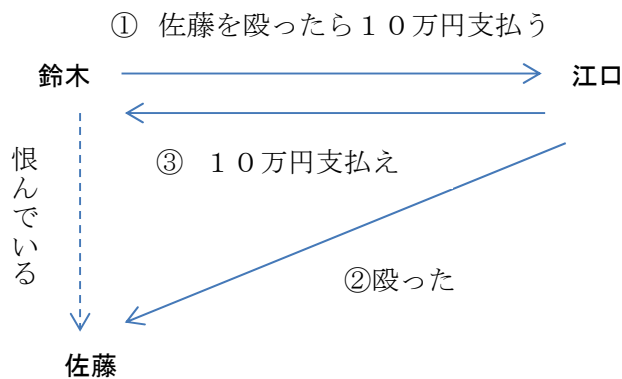 ① 佐藤を殴ったら１０万円支払う
鈴木
江口
恨んでいる
③ １０万円支払え
②殴った
佐藤